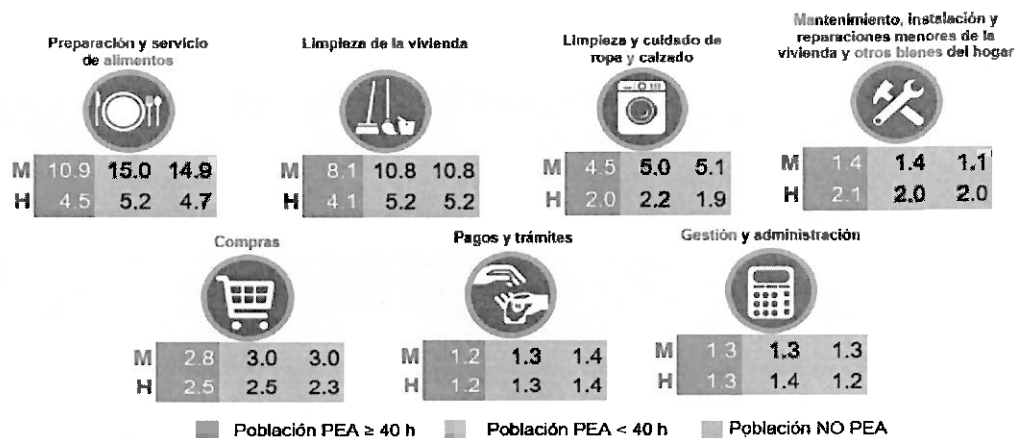 Preparación y servicio
de alimentos
M 10.9 15.0 14.9
H 4.5 5.2 4.7
Limpieza de la vivienda
M 8.1 10.8 10.8
H 4.1 5.2 5.2
Limpieza y cuidado de
ropa y calzado
M 4.5 5.0 5.1
H 2.0 2.2 1.9
Mantenimiento, instalación y
reparaciones menores de la
vivienda y otros bienes del hogar
M 1.4 1.4 1.1
H 2.1 2.0 2.0
Compras
M 2.8 3.0 3.0
H 2.5 2.5 2.3
Pagos y trámites
M 1.2 1.3 1.4
H 1.2 1.3 1.4
Gestión y administración
M 1.3 1.3 1.3
H 1.3 1.4 1.2
Población PEA ≥ 40 h Población PEA < 40 h Población NO PEA